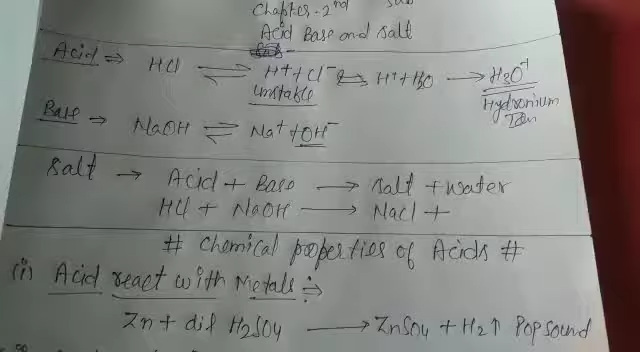 Chapter-2nd
Acid Base and Salt
Acid ⇒ HCl ⇌ H⁺+Cl⁻ ⇌ H⁺+H₂O → H₃O⁺
unstable
Hydronium
Ion
Base → NaOH ⇌ Na⁺+OH⁻
Salt → Acid + Base → Salt + water
HCl + NaOH → NaCl +
# Chemical properties of Acids #
(i) Acid react with Metals :⇒
Zn + dil H₂SO₄ → ZnSO₄ + H₂↑ Pop sound